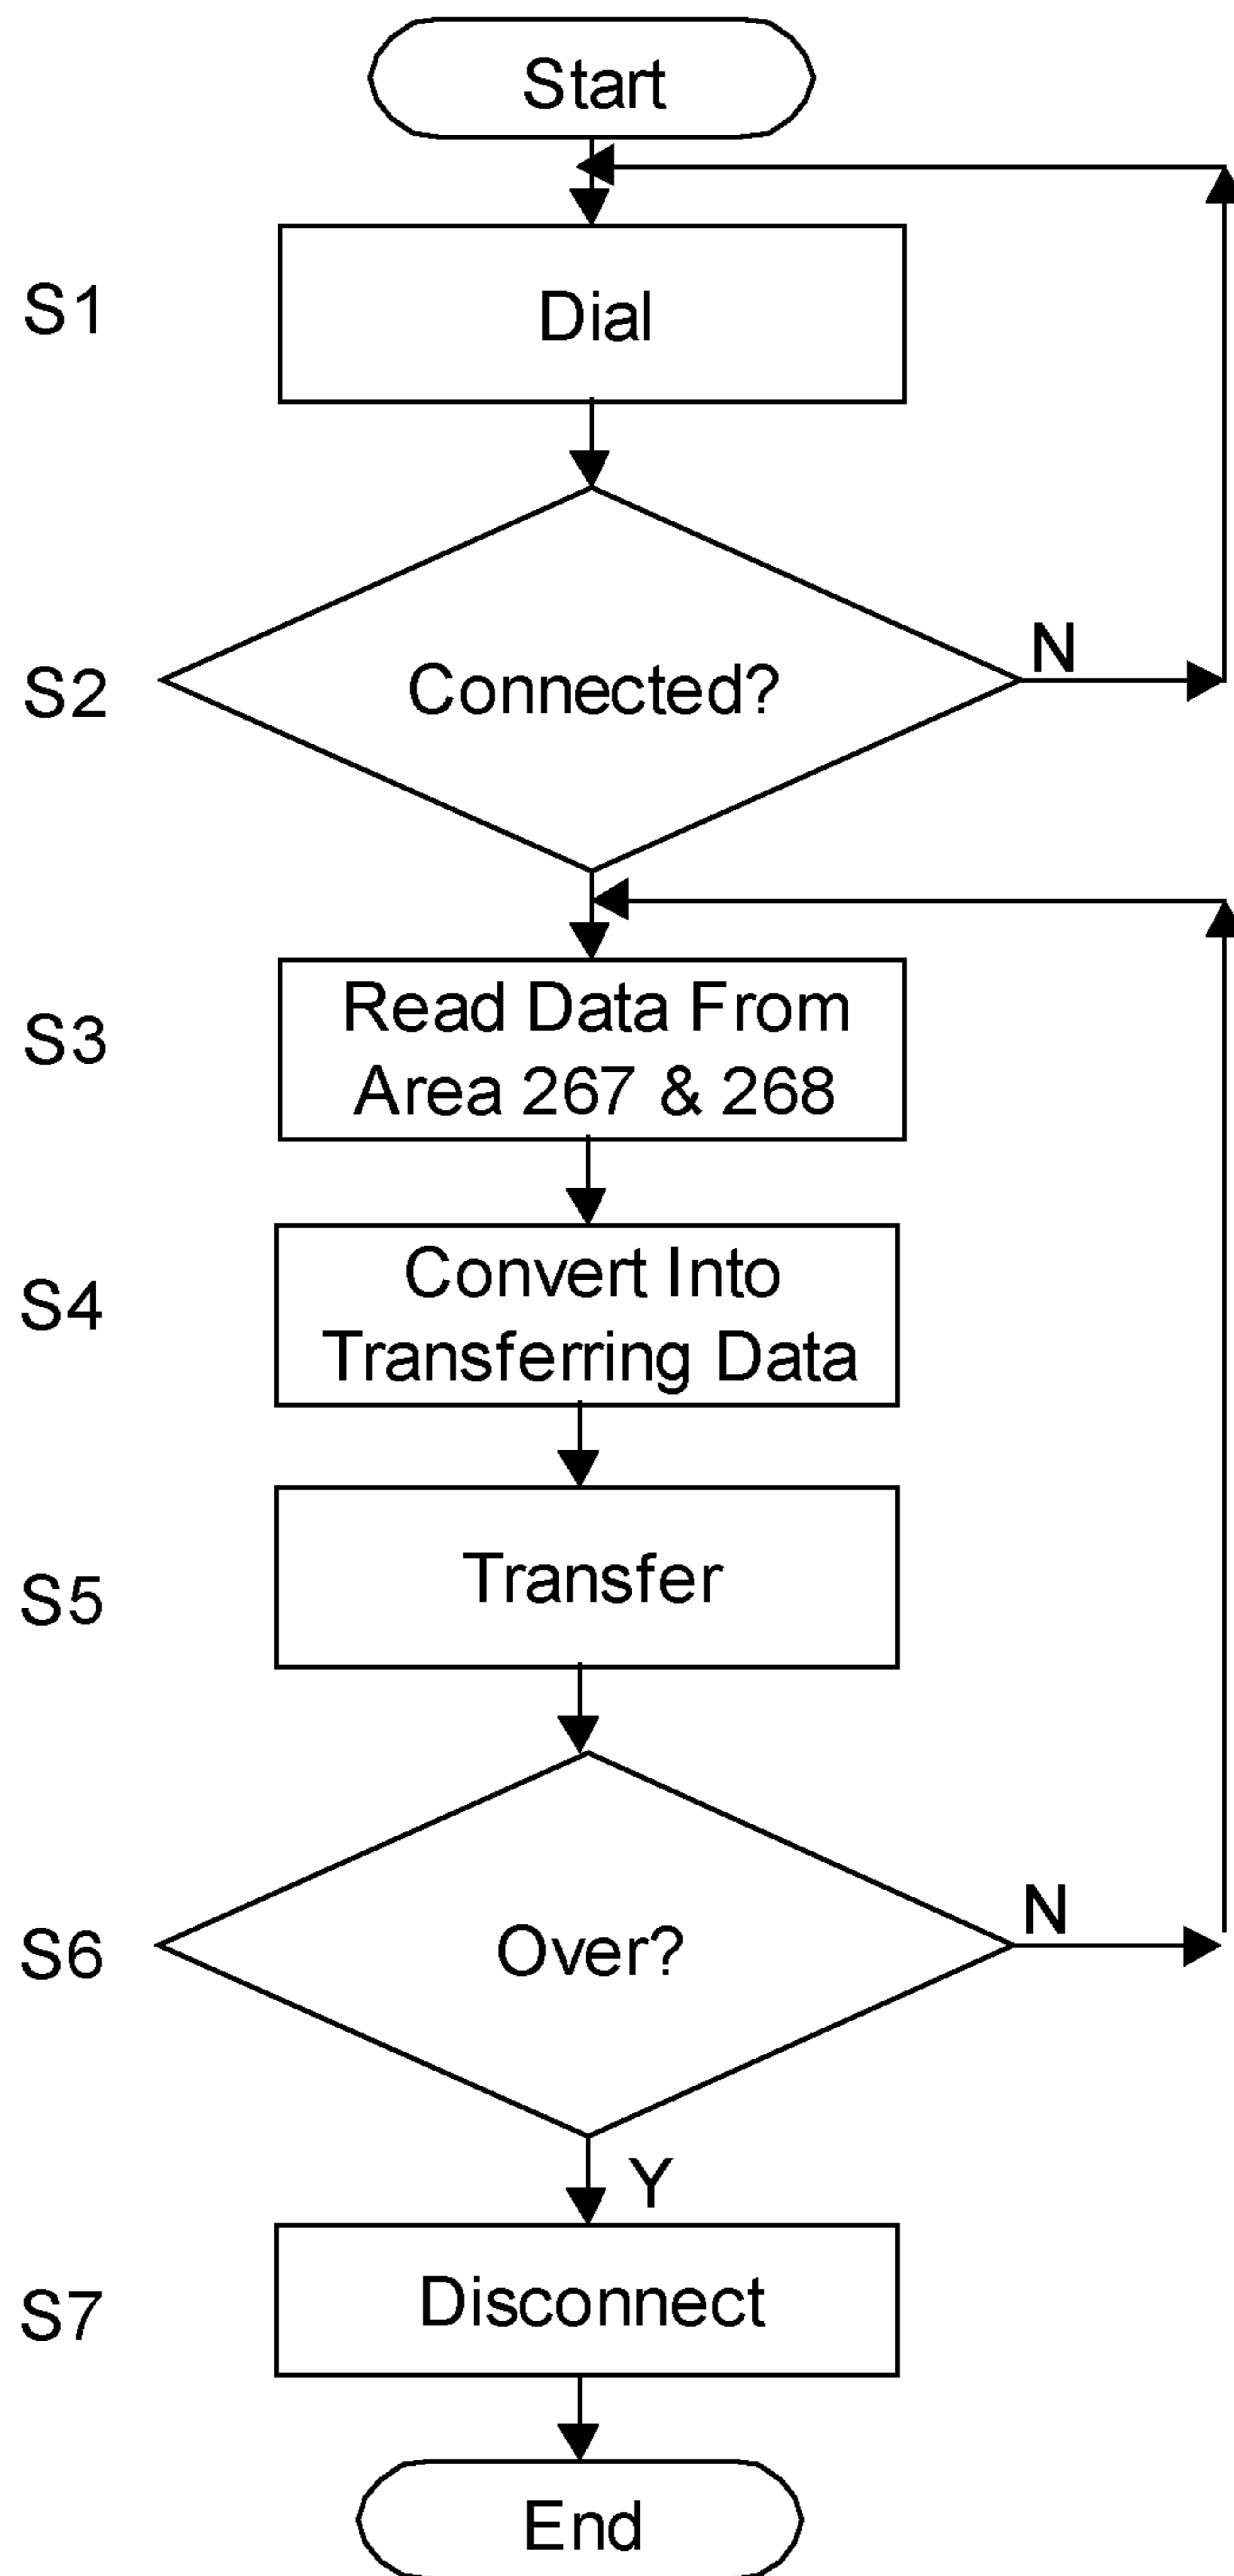 Start
S1
Dial
S2
Connected?
N
S3
Read Data From
Area 267 & 268
S4
Convert Into
Transferring Data
S5
Transfer
S6
Over?
N
Y
S7
Disconnect
End